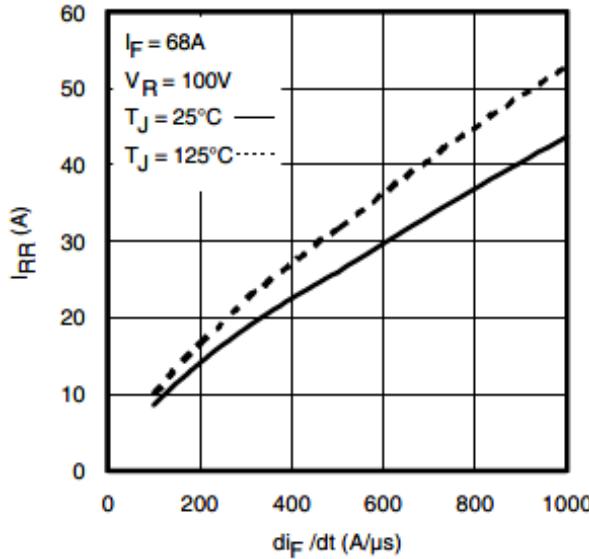 60
50
40
30
20
10
0
I_RR (A)
I_F = 68A
V_R = 100V
T_J = 25°C
T_J = 125°C
0 200 400 600 800 1000
di_F /dt (A/µs)